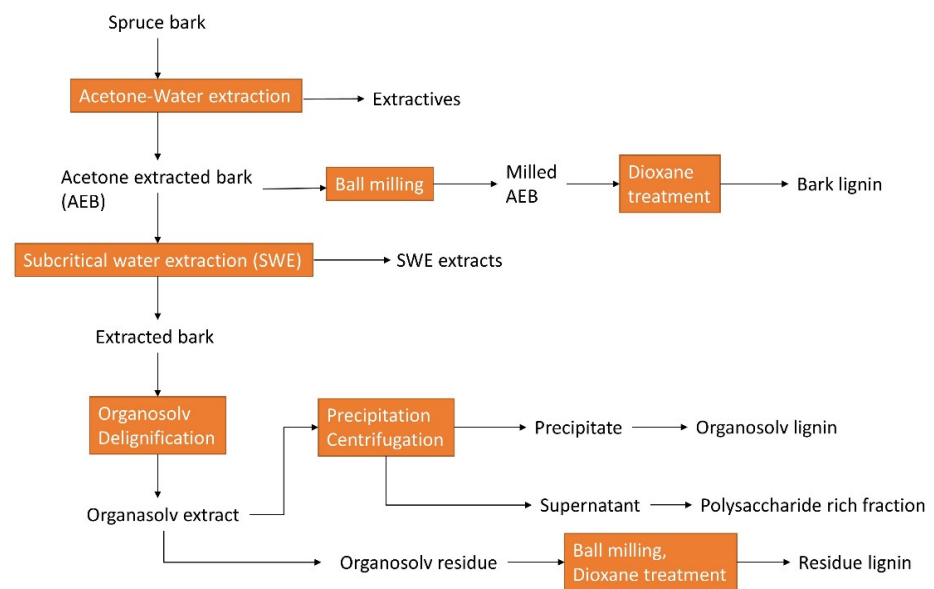 Spruce bark
Acetone-Water extraction
Extractives
Acetone extracted bark
(AEB)
Ball milling
Milled
AEB
Dioxane
treatment
Bark lignin
Subcritical water extraction (SWE)
SWE extracts
Extracted bark
Organosolv
Delignification
Precipitation
Centrifugation
Precipitate
Organosolv lignin
Supernatant
Polysaccharide rich fraction
Organasolv extract
Organosolv residue
Ball milling,
Dioxane treatment
Residue lignin